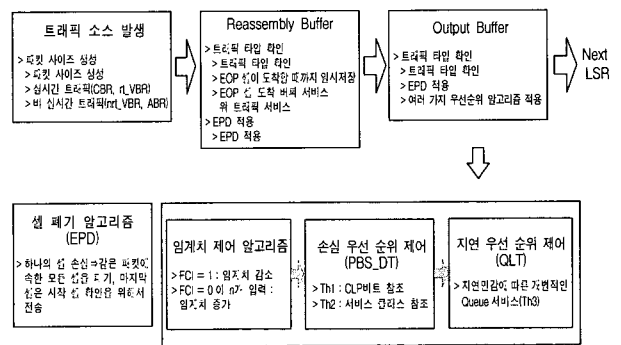 트래픽 소스 발생
> 패킷 사이즈 생성
> 패킷 사이즈 생성
> 실시간 트래픽(CBR, rt_VBR)
> 비 실시간 트래픽(nrt_VBR, ABR)
Reassembly Buffer
> 트래픽 타입 확인
> 트래픽 타입 확인
> EOP 셀이 도착할 때까지 임시저장
> EOP 셀 도착 버퍼 서비스
위 트래픽 서비스
> EPD 적용
> EPD 적용
Output Buffer
> 트래픽 타입 확인
> 트래픽 타입 확인
> EPD 적용
> 여러 가지 우선순위 알고리즘 적용
Next
LSR
셀 폐기 알고리즘
(EPD)
> 하나의 셀 손실⇒같은 패킷에
속한 모든 셀을 폐기, 마지막
셀은 시작 셀 확인을 위해서
전송
임계치 제어 알고리즘
> FCI = 1 : 임계치 감소
> FCI = 0 이 n개 입력 :
임계치 증가
손실 우선 순위 제어
(PBS_DT)
> Th1 : CLP비트 참조
> Th2 : 서비스 클래스 참조
지연 우선 순위 제어
(QLT)
> 지연민감에 따른 가변적인
Queue 서비스(Th3)